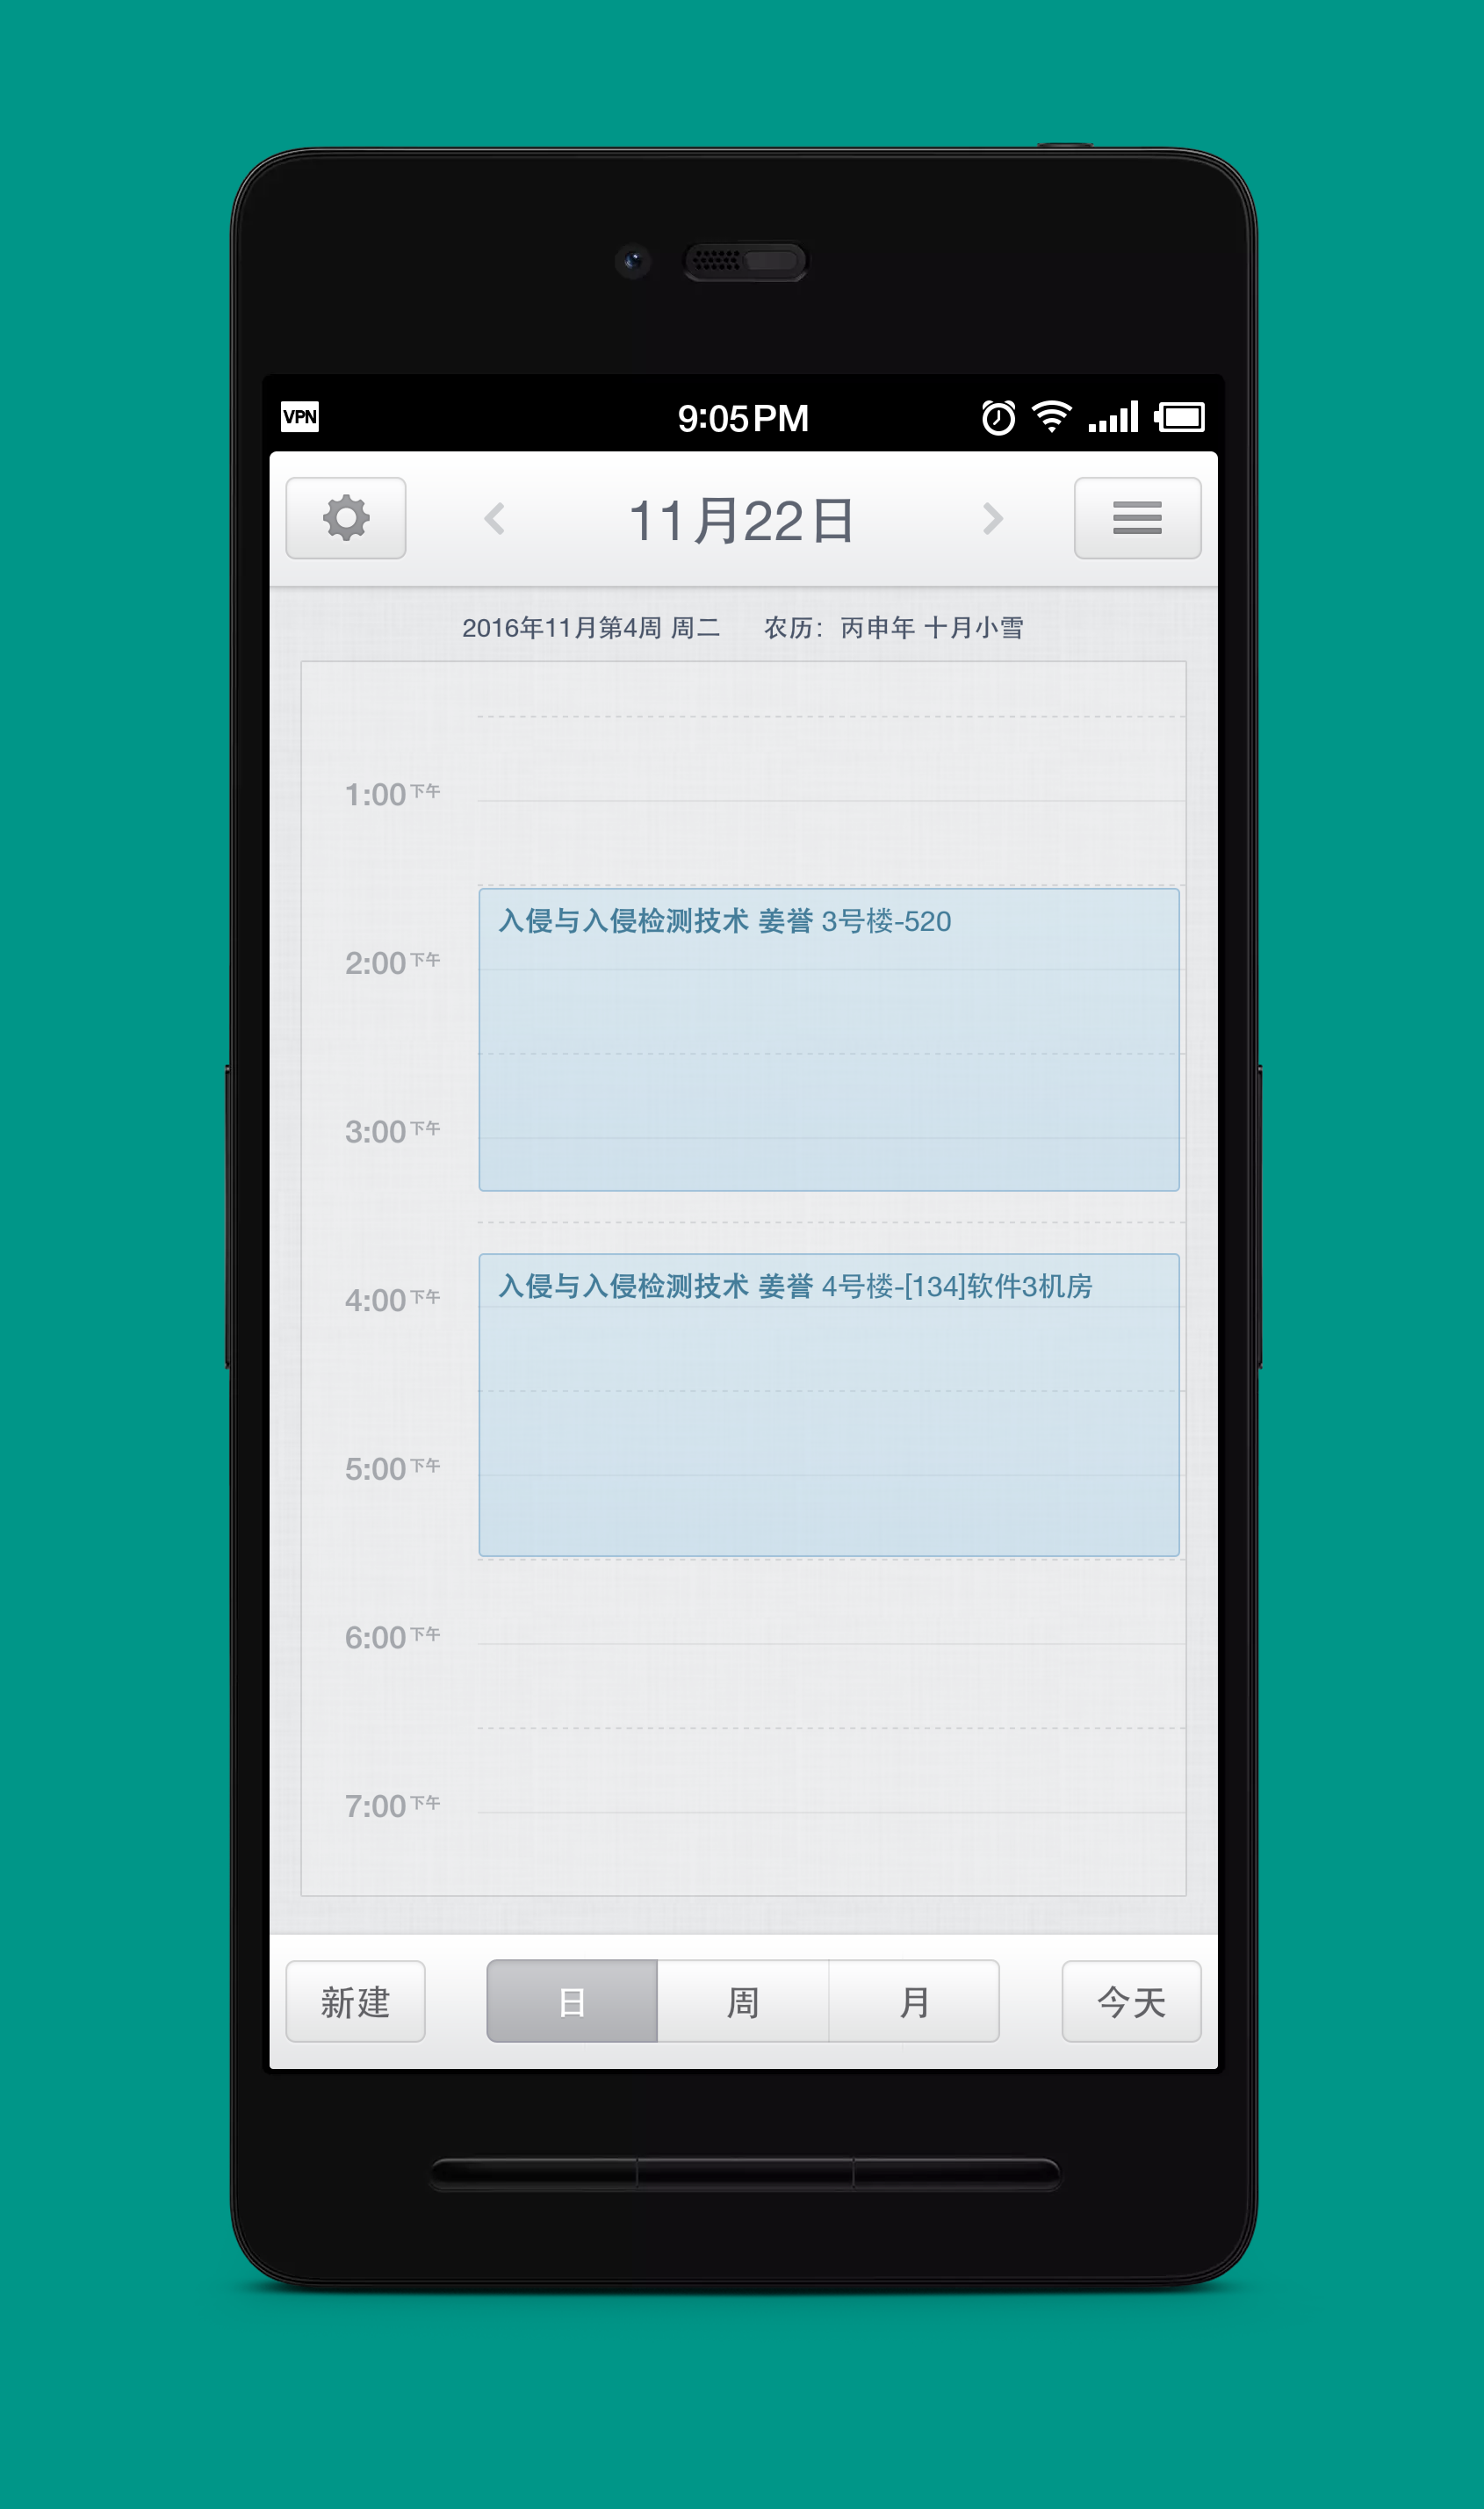 VPN 9:05 PM
11月22日
2016年11月第4周 周二 农历：丙申年 十月小雪
1:00 下午
入侵与入侵检测技术 姜誉 3号楼-520
2:00 下午
3:00 下午
入侵与入侵检测技术 姜誉 4号楼-[134]软件3机房
4:00 下午
5:00 下午
6:00 下午
7:00 下午
新建 日 周 月 今天